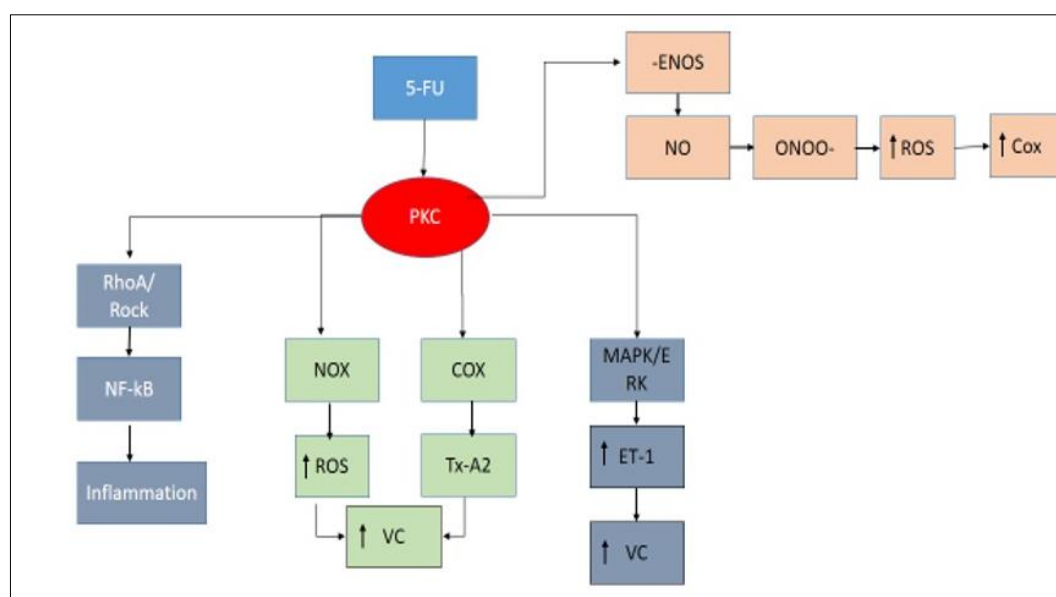 5-FU
-ENOS
NO
ONOO-
↑ROS
↑ Cox
PKC
RhoA/
Rock
NF-kB
Inflammation
NOX
COX
↑ROS
Tx-A2
↑ VC
MAPK/E
RK
↑ ET-1
↑ VC